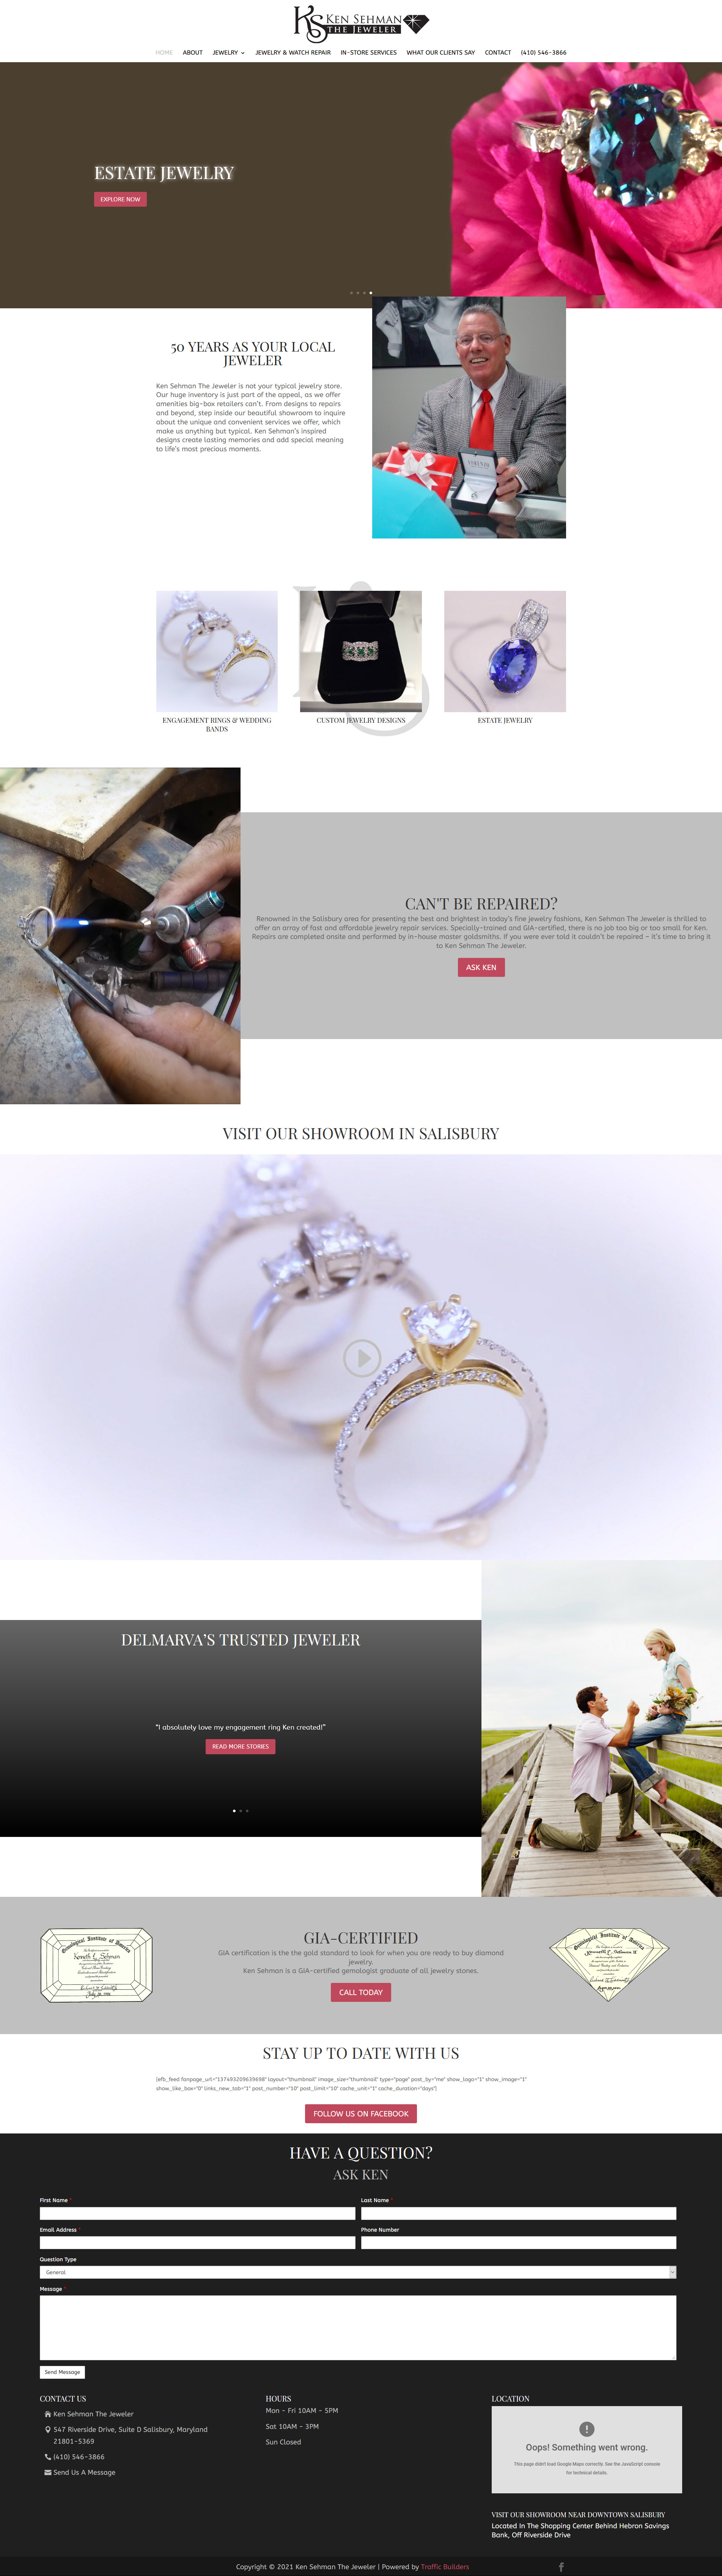 KS KEN SEHMAN
THE JEWELER
HOME ABOUT JEWELRY JEWELRY & WATCH REPAIR IN-STORE SERVICES WHAT OUR CLIENTS SAY CONTACT (410) 546-3866
ESTATE JEWELRY
EXPLORE NOW
50 YEARS AS YOUR LOCAL
JEWELER
Ken Sehman The Jeweler is not your typical jewelry store.
Our huge inventory is just part of the appeal, as we offer
amenities big-box retailers can't. From designs to repairs
and beyond, step inside our beautiful showroom to inquire
about the unique and convenient services we offer, which
make us anything but typical. Ken Sehman's inspired
designs create lasting memories and add special meaning
to life's most precious moments.
ENGAGEMENT RINGS & WEDDING
BANDS
CUSTOM JEWELRY DESIGNS
ESTATE JEWELRY
CAN'T BE REPAIRED?
Renowned in the Salisbury area for presenting the best and brightest in today's fine jewelry fashions, Ken Sehman The Jeweler is thrilled to
offer an array of fast and affordable jewelry repair services. Specially-trained and GIA-certified, there is no job too big or too small for Ken.
Repairs are completed onsite and performed by in-house master goldsmiths. If you were ever told it couldn't be repaired – it's time to bring it
to Ken Sehman The Jeweler.
ASK KEN
VISIT OUR SHOWROOM IN SALISBURY
DELMARVA'S TRUSTED JEWELER
"I absolutely love my engagement ring Ken created!"
READ MORE STORIES
Gemological Institute of America
GIA-CERTIFIED
GIA certification is the gold standard to look for when you are ready to buy diamond
jewelry.
Ken Sehman is a GIA-certified gemologist graduate of all jewelry stones.
CALL TODAY
Gemological Institute of America
STAY UP TO DATE WITH US
[efb_feed fanpage_url="137493209639698" layout="thumbnail" image_size="thumbnail" type="page" post_by="me" show_logo="1" show_image="1"
show_like_box="0" links_new_tab="1" post_number="10" post_limit="10" cache_unit="1" cache_duration="days"]
FOLLOW US ON FACEBOOK
HAVE A QUESTION?
ASK KEN
First Name * Last Name *
Email Address * Phone Number
Question Type
General
Message *
Send Message
CONTACT US
Ken Sehman The Jeweler
547 Riverside Drive, Suite D Salisbury, Maryland
21801-5369
(410) 546-3866
Send Us A Message
HOURS
Mon - Fri 10AM - 5PM
Sat 10AM - 3PM
Sun Closed
LOCATION
Oops! Something went wrong.
This page didn't load Google Maps correctly. See the JavaScript console
for technical details.
VISIT OUR SHOWROOM NEAR DOWNTOWN SALISBURY
Located In The Shopping Center Behind Hebron Savings
Bank, Off Riverside Drive
Copyright © 2021 Ken Sehman The Jeweler | Powered by Traffic Builders